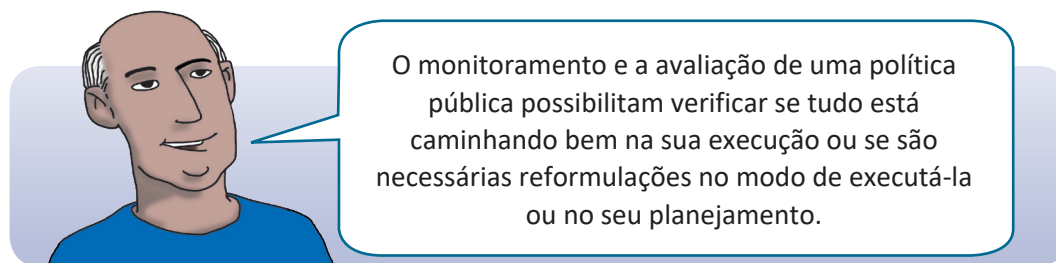 O monitoramento e a avaliação de uma política
pública possibilitam verificar se tudo está
caminhando bem na sua execução ou se são
necessárias reformulações no modo de executá-la
ou no seu planejamento.